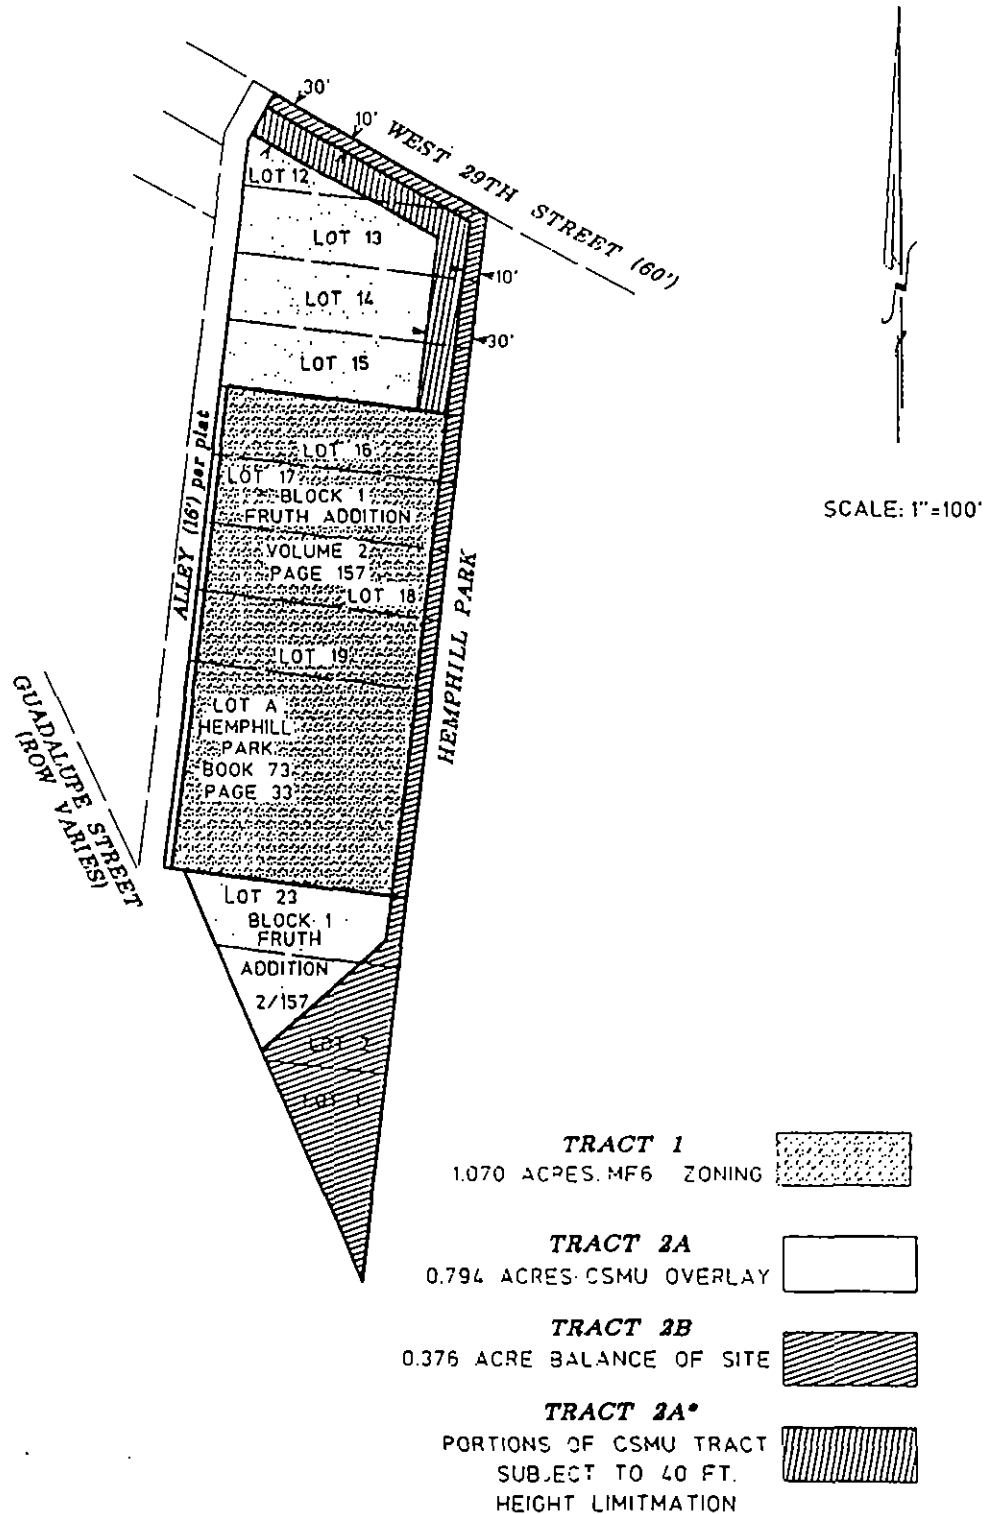 30'
10'
WEST 29TH STREET (60')
LOT 12
LOT 13
10'
LOT 14
30'
LOT 15
ALLEY (16') per plat
LOT 16
LOT 17
BLOCK 1
FRUTH ADDITION
VOLUME 2
PAGE 157
LOT 18
LOT 19
HEMPHILL PARK
LOT A
HEMPHILL
PARK
BOOK 73
PAGE 33
GUADALUPE STREET
(ROW VARIES)
LOT 23
BLOCK 1
FRUTH
ADDITION
2/157
LOT
LOT
SCALE: 1"=100'
TRACT 1
1.070 ACRES. MF6 ZONING
TRACT 2A
0.794 ACRES CSMU OVERLAY
TRACT 2B
0.376 ACRE BALANCE OF SITE
TRACT 2A*
PORTIONS OF CSMU TRACT
SUBJECT TO 40 FT.
HEIGHT LIMITMATION